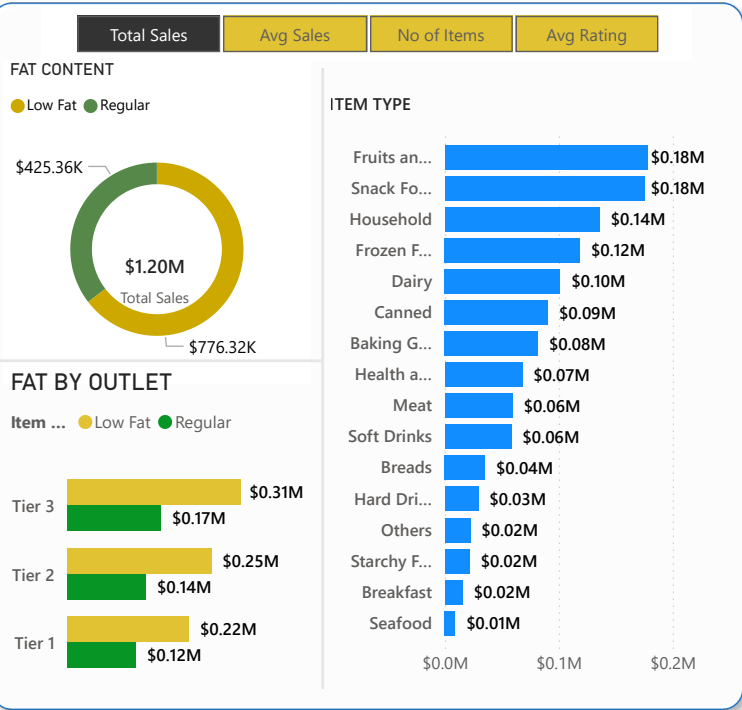 Total Sales Avg Sales No of Items Avg Rating
FAT CONTENT
Low Fat Regular
$425.36K
$1.20M
Total Sales
$776.32K
FAT BY OUTLET
Item ... Low Fat Regular
Tier 3 $0.31M
$0.17M
Tier 2 $0.25M
$0.14M
Tier 1 $0.22M
$0.12M
ITEM TYPE
Fruits an... $0.18M
Snack Fo... $0.18M
Household $0.14M
Frozen F... $0.12M
Dairy $0.10M
Canned $0.09M
Baking G... $0.08M
Health a... $0.07M
Meat $0.06M
Soft Drinks $0.06M
Breads $0.04M
Hard Dri... $0.03M
Others $0.02M
Starchy F... $0.02M
Breakfast $0.02M
Seafood $0.01M
$0.0M $0.1M $0.2M